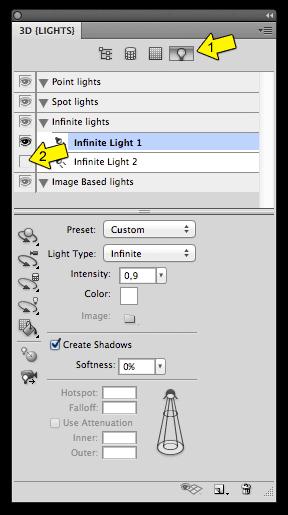 3D {LIGHTS}
1
Point lights
Spot lights
Infinite lights
Infinite Light 1
2
Infinite Light 2
Image Based lights
Preset: Custom
Light Type: Infinite
Intensity: 0,9
Color:
Image:
Create Shadows
Softness: 0%
Hotspot:
Falloff:
Use Attenuation
Inner:
Outer: